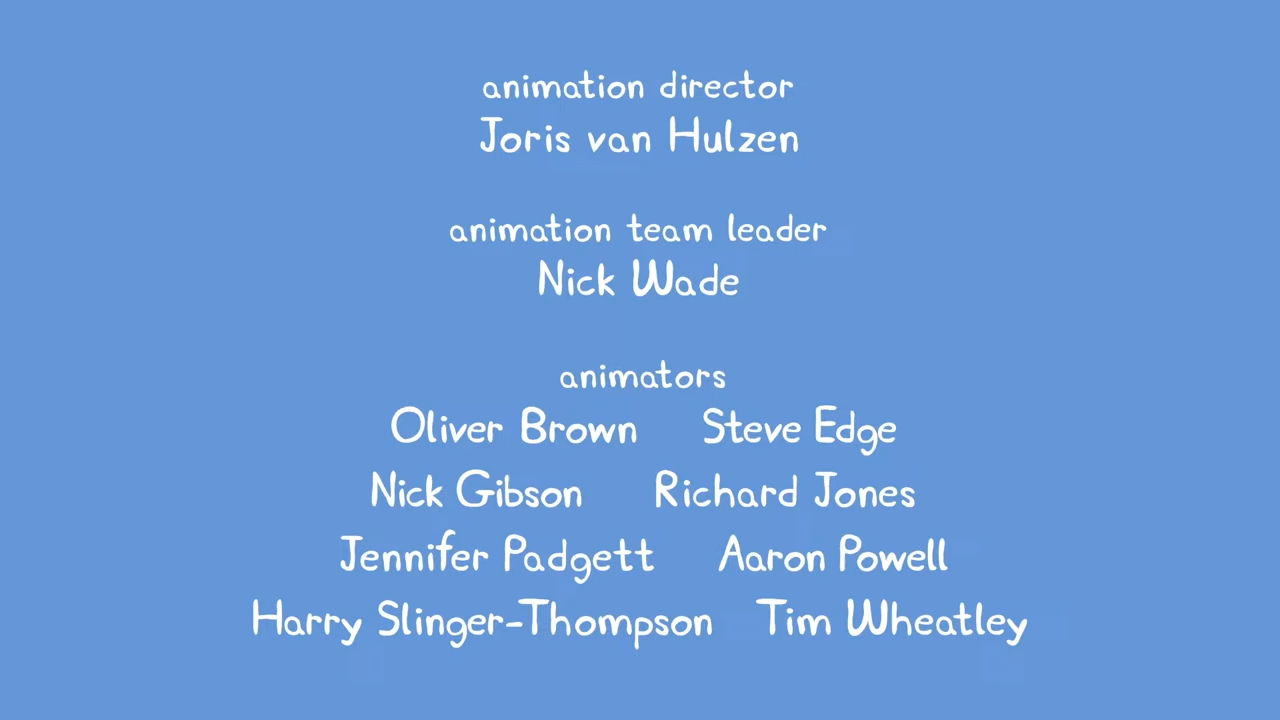 animation director
Joris van Hulzen
animation team leader
Nick Wade
animators
Oliver Brown Steve Edge
Nick Gibson Richard Jones
Jennifer Padgett Aaron Powell
Harry Slinger-Thompson Tim Wheatley